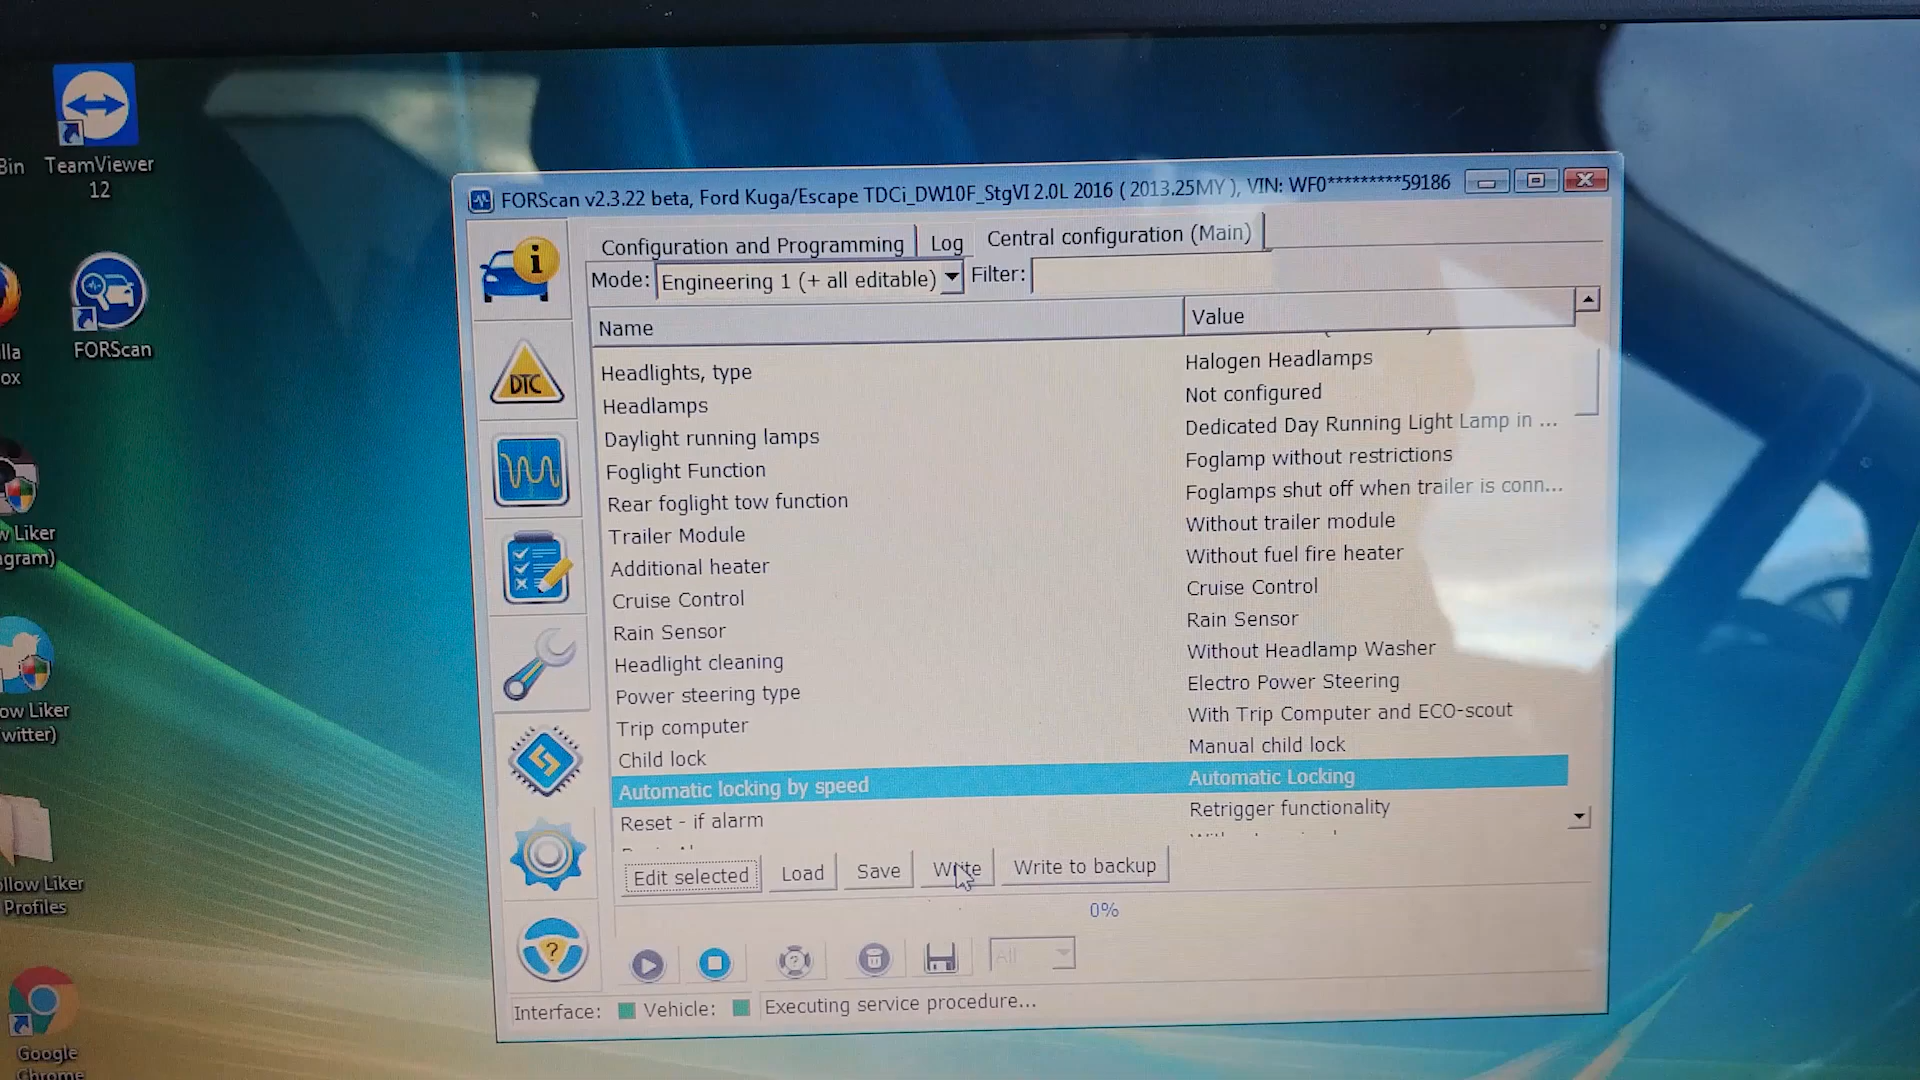 Bin
TeamViewer
12
FORScan
lla
ox
w Liker
agram)
ow Liker
witter)
ollow Liker
Profiles
Google
Chrome
FORScan v2.3.22 beta, Ford Kuga/Escape TDCi_DW10F_StgVI 2.0L 2016 ( 2013.25MY ), VIN: WF0*********59186
Configuration and Programming Log Central configuration (Main)
Mode: Engineering 1 (+ all editable) Filter:
Name Value
Headlights, type Halogen Headlamps
Headlamps Not configured
Daylight running lamps Dedicated Day Running Light Lamp in ...
Foglight Function Foglamp without restrictions
Rear foglight tow function Foglamps shut off when trailer is conn...
Trailer Module Without trailer module
Additional heater Without fuel fire heater
Cruise Control Cruise Control
Rain Sensor Rain Sensor
Headlight cleaning Without Headlamp Washer
Power steering type Electro Power Steering
Trip computer With Trip Computer and ECO-scout
Child lock Manual child lock
Automatic locking by speed Automatic Locking
Reset - if alarm Retrigger functionality
Edit selected Load Save Write Write to backup
0%
All
Interface: Vehicle: Executing service procedure...
i
DTC
?